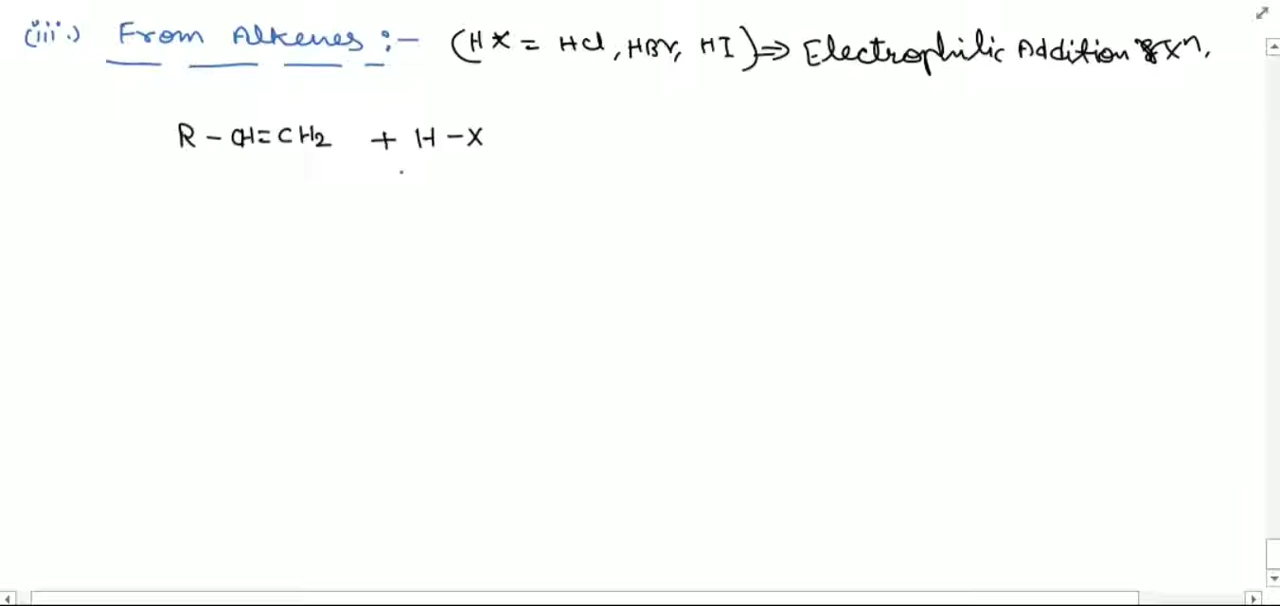 (iii.) From Alkenes :- (HX = HCl, HBr, HI) ⇒ Electrophilic Addition Rxn.
R - CH=CH2 + H - X